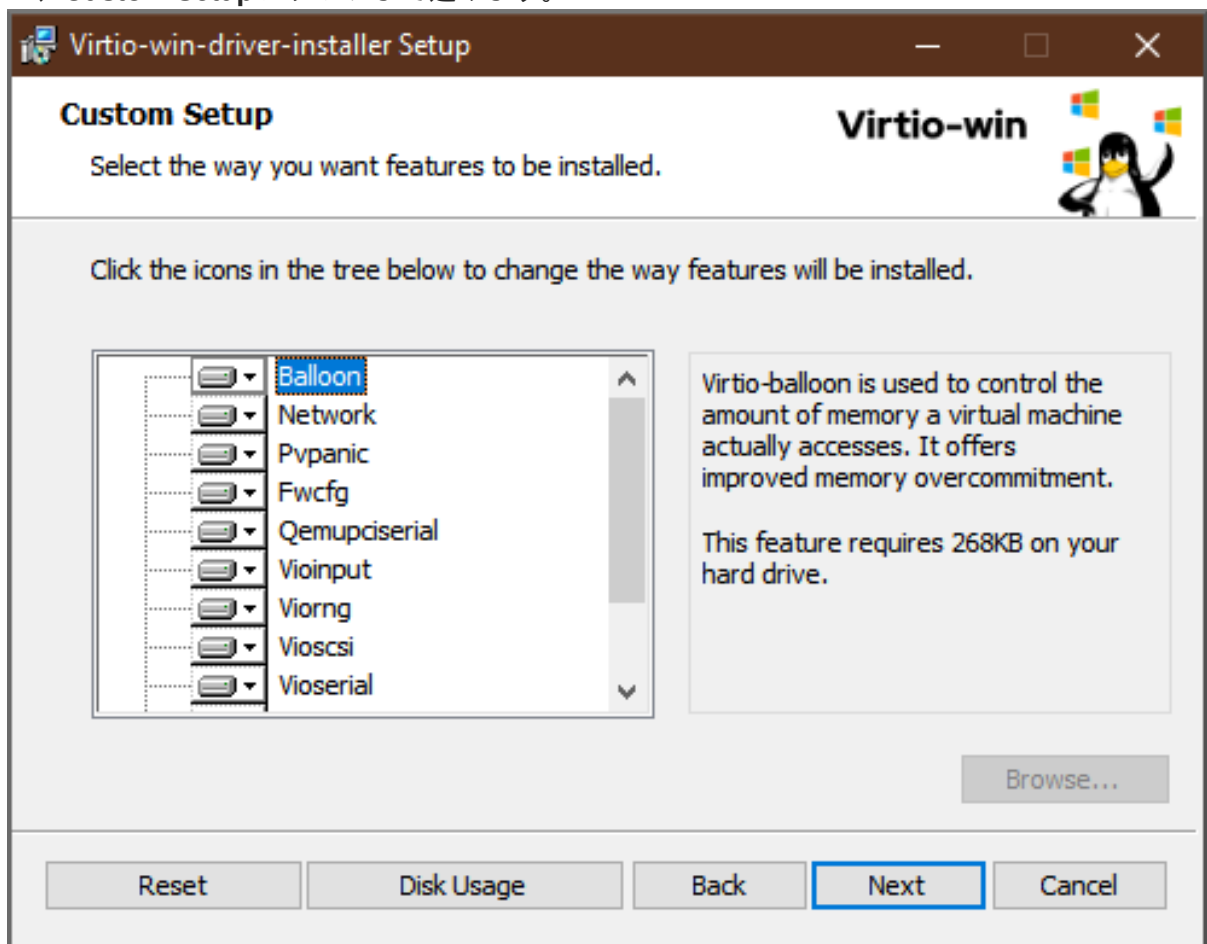 Custom Setup
Virtio-win-driver-installer Setup
Custom Setup
Virtio-win
Select the way you want features to be installed.
Click the icons in the tree below to change the way features will be installed.
Balloon
Network
Pvpanic
Fwcfg
Qemupciserial
Vioinput
Viorng
Vioscsi
Vioserial
Virtio-balloon is used to control the
amount of memory a virtual machine
actually accesses. It offers
improved memory overcommitment.
This feature requires 268KB on your
hard drive.
Browse...
Reset
Disk Usage
Back
Next
Cancel